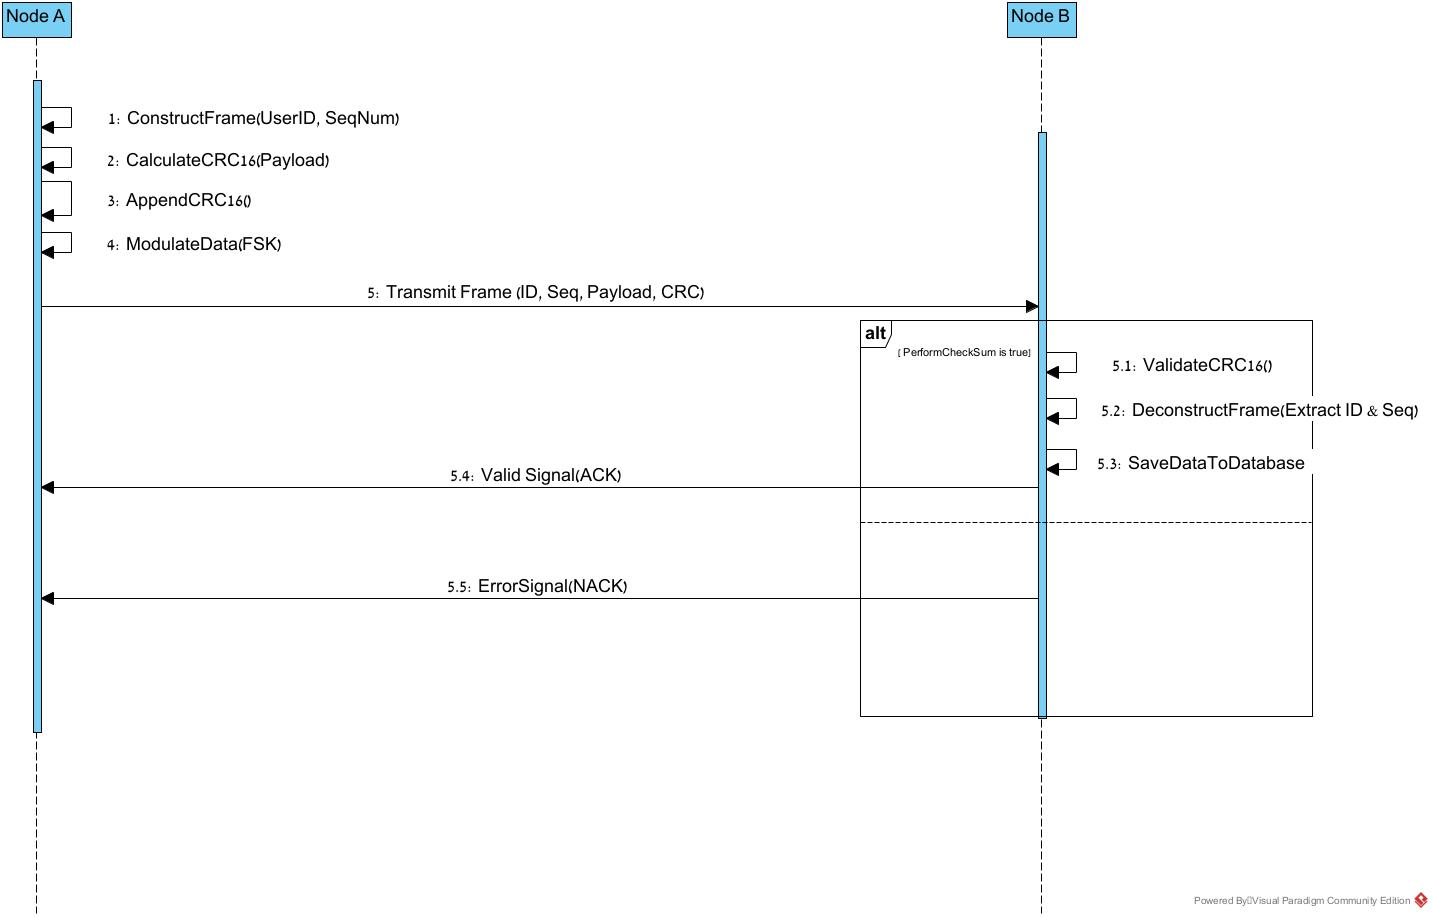 Node A
Node B
1: ConstructFrame(UserID, SeqNum)
2: CalculateCRC16(Payload)
3: AppendCRC16()
4: ModulateData(FSK)
5: Transmit Frame (ID, Seq, Payload, CRC)
alt
[ PerformCheckSum is true]
5.1: ValidateCRC16()
5.2: DeconstructFrame(Extract ID & Seq)
5.3: SaveDataToDatabase
5.4: Valid Signal(ACK)
5.5: ErrorSignal(NACK)
Powered By▯Visual Paradigm Community Edition